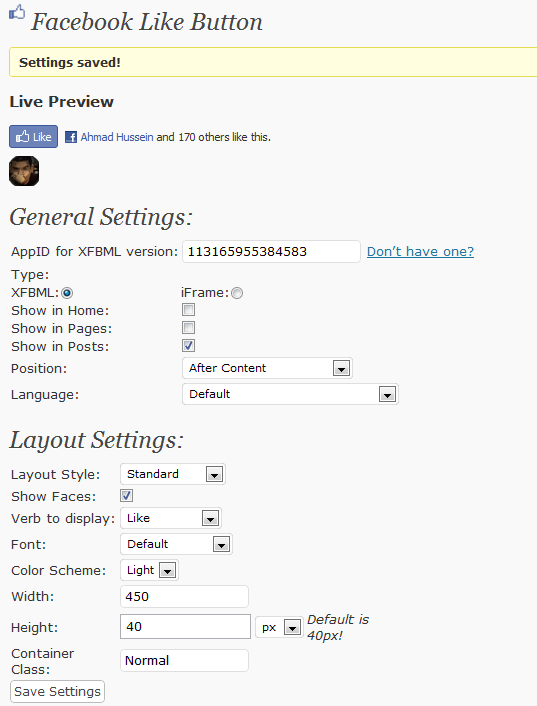 Facebook Like Button
Settings saved!
Live Preview
Like Ahmad Hussein and 170 others like this.
General Settings:
AppID for XFBML version: 113165955384583 Don't have one?
Type:
XFBML: iFrame:
Show in Home:
Show in Pages:
Show in Posts:
Position: After Content
Language: Default
Layout Settings:
Layout Style: Standard
Show Faces:
Verb to display: Like
Font: Default
Color Scheme: Light
Width: 450
Height: 40 px Default is
40px!
Container
Class: Normal
Save Settings